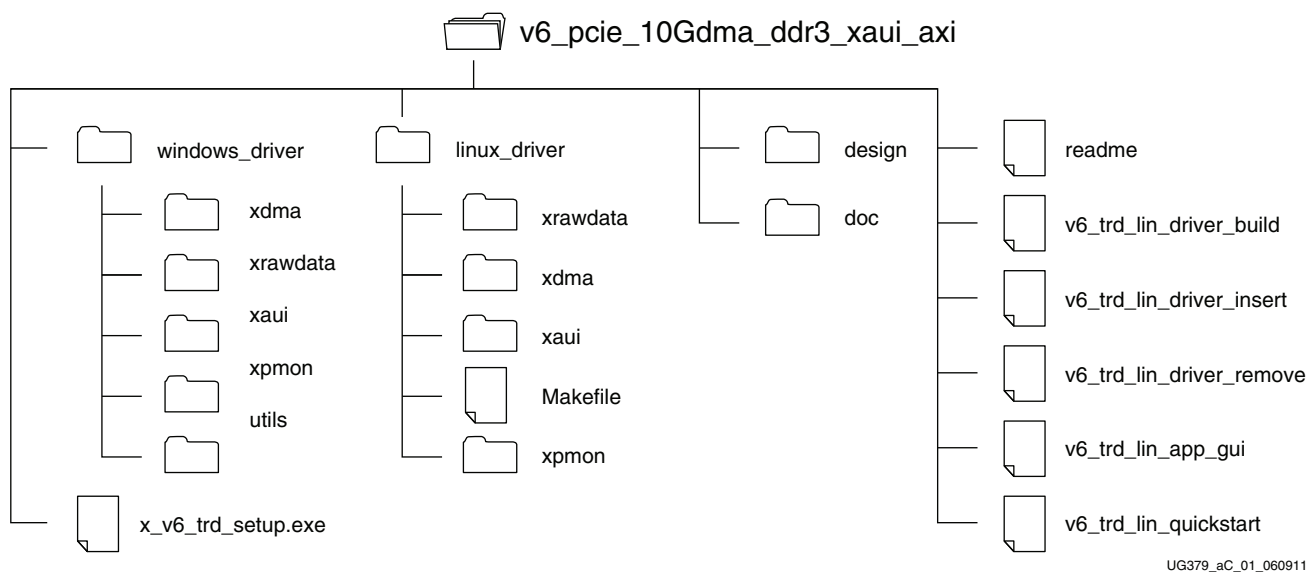 v6_pcie_10Gdma_ddr3_xaui_axi
windows_driver
xdma
xrawdata
xaui
xpmon
utils
x_v6_trd_setup.exe
linux_driver
xrawdata
xdma
xaui
Makefile
xpmon
design
doc
readme
v6_trd_lin_driver_build
v6_trd_lin_driver_insert
v6_trd_lin_driver_remove
v6_trd_lin_app_gui
v6_trd_lin_quickstart
UG379_aC_01_060911